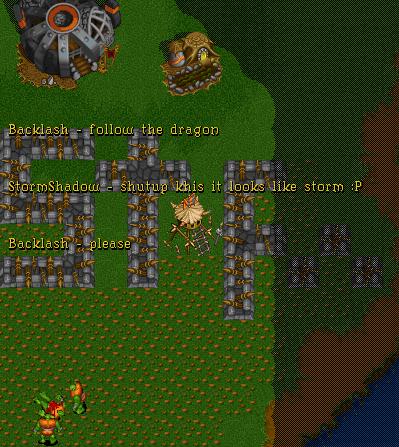 Backlash - follow the dragon
StormShadow - shutup khis it looks like storm :P
Backlash - please